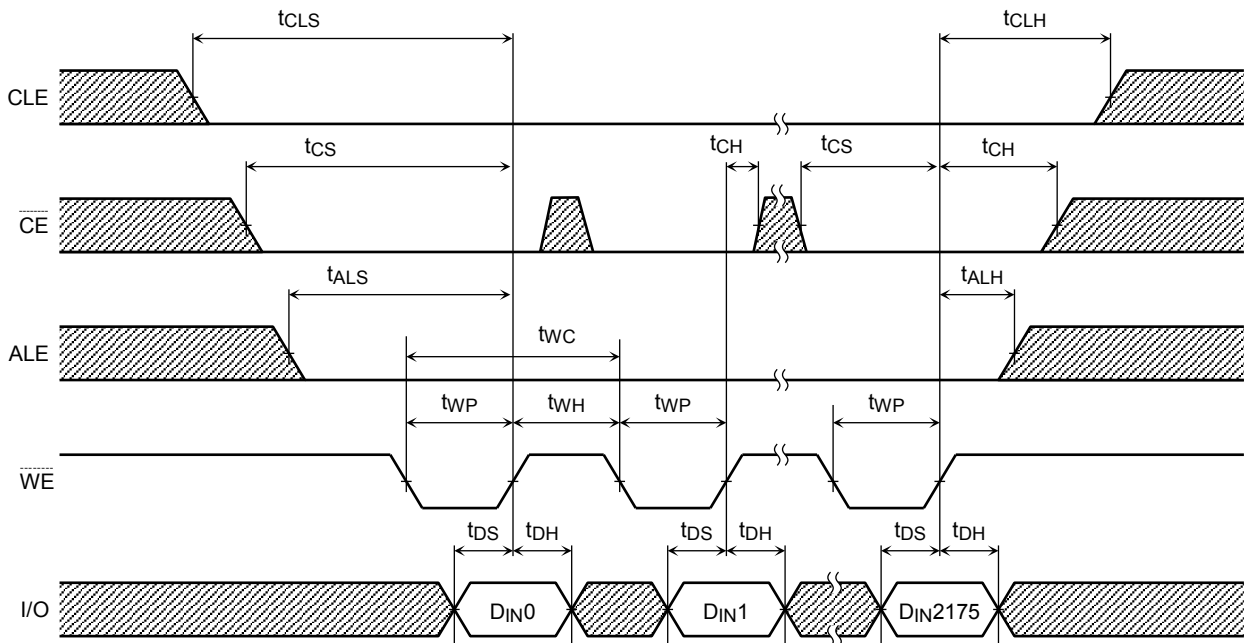 tCLS
tCLH
CLE
tCS
tCH
tCS
tCH
CE
tALS
tALH
tWC
ALE
tWP
tWH
tWP
tWP
WE
tDS
tDH
tDS
tDH
tDS
tDH
I/O
DIN0
DIN1
DIN2175